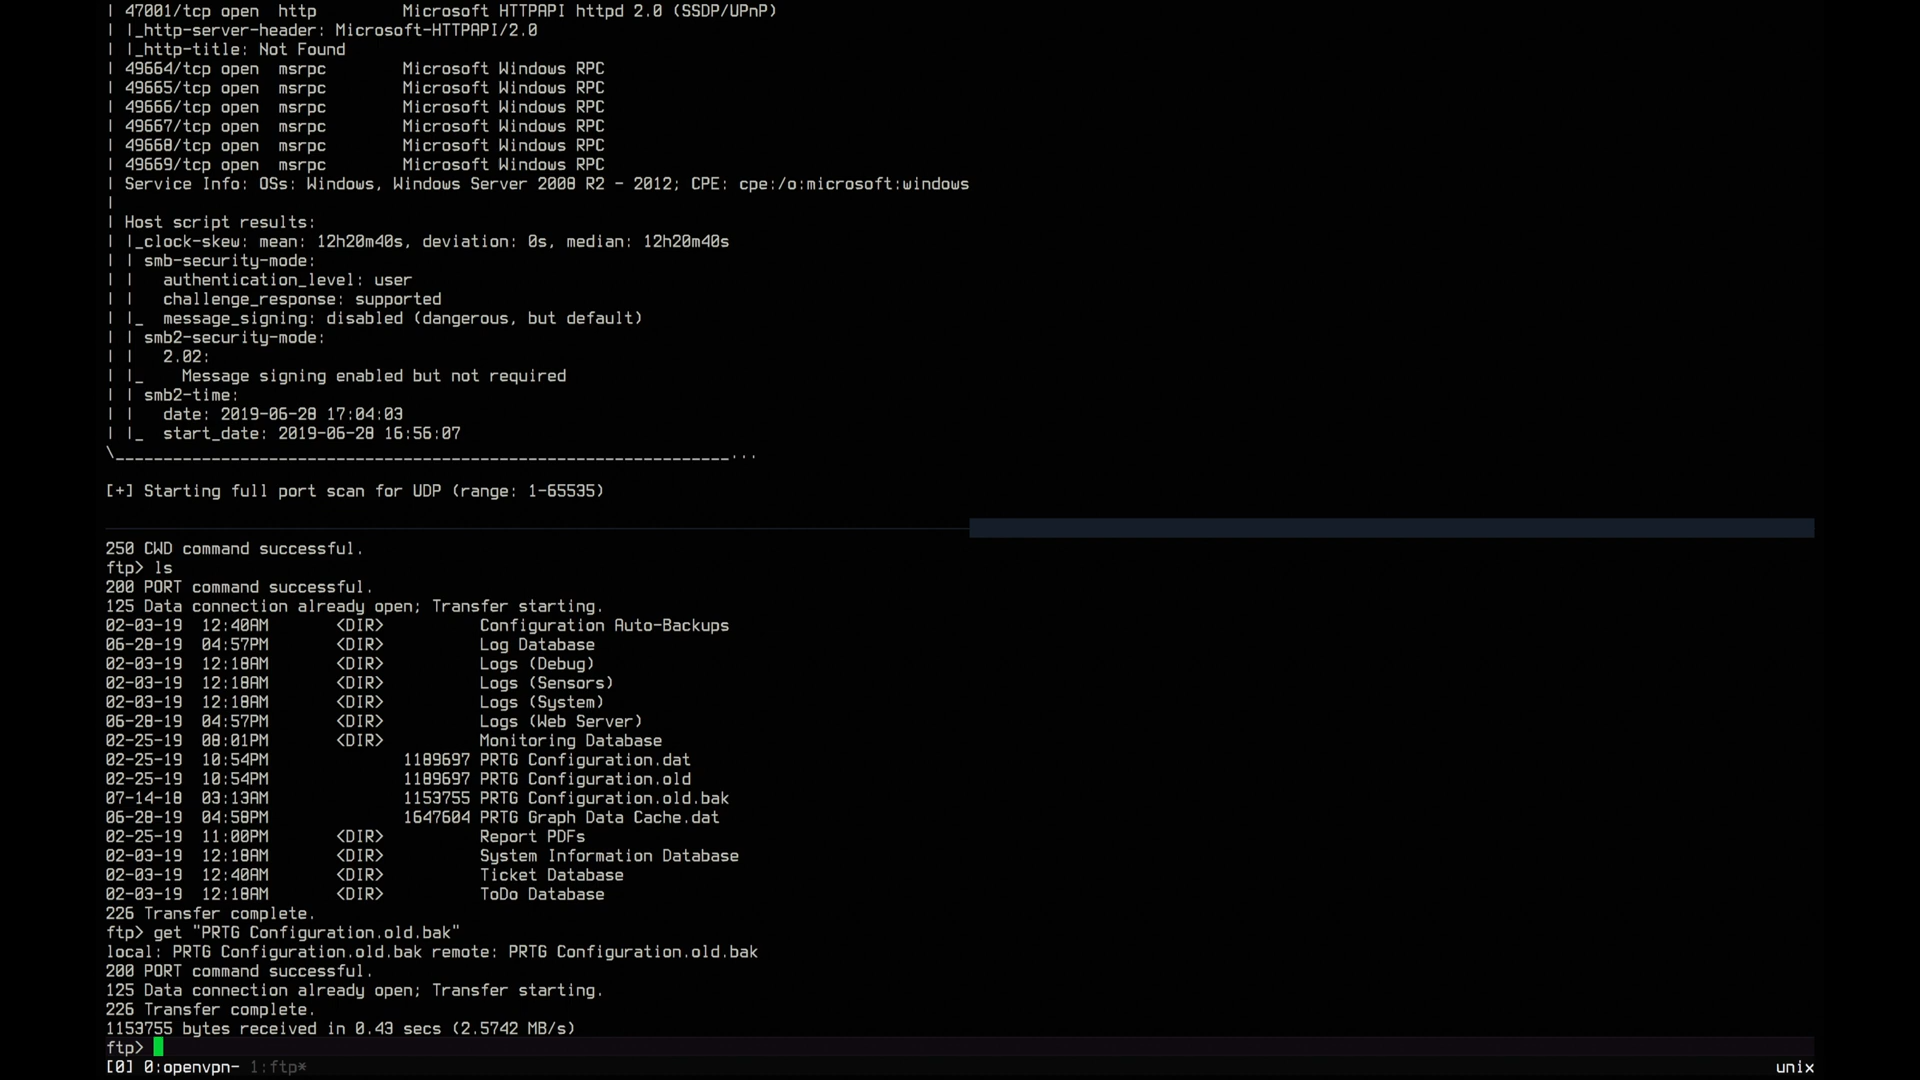 | 47001/tcp open  http         Microsoft HTTPAPI httpd 2.0 (SSDP/UPnP)
| |_http-server-header: Microsoft-HTTPAPI/2.0
| |_http-title: Not Found
| 49664/tcp open  msrpc        Microsoft Windows RPC
| 49665/tcp open  msrpc        Microsoft Windows RPC
| 49666/tcp open  msrpc        Microsoft Windows RPC
| 49667/tcp open  msrpc        Microsoft Windows RPC
| 49668/tcp open  msrpc        Microsoft Windows RPC
| 49669/tcp open  msrpc        Microsoft Windows RPC
| Service Info: OSs: Windows, Windows Server 2008 R2 - 2012; CPE: cpe:/o:microsoft:windows
|
| Host script results:
| |_clock-skew: mean: 12h20m40s, deviation: 0s, median: 12h20m40s
| | smb-security-mode:
| |   authentication_level: user
| |   challenge_response: supported
| |_  message_signing: disabled (dangerous, but default)
| | smb2-security-mode:
| |   2.02:
| |_    Message signing enabled but not required
| | smb2-time:
| |   date: 2019-06-28 17:04:03
| |_  start_date: 2019-06-28 16:56:07
\________________________________________________________________...
[+] Starting full port scan for UDP (range: 1-65535)
250 CWD command successful.
ftp> ls
200 PORT command successful.
125 Data connection already open; Transfer starting.
02-03-19  12:40AM       <DIR>          Configuration Auto-Backups
06-28-19  04:57PM       <DIR>          Log Database
02-03-19  12:18AM       <DIR>          Logs (Debug)
02-03-19  12:18AM       <DIR>          Logs (Sensors)
02-03-19  12:18AM       <DIR>          Logs (System)
06-28-19  04:57PM       <DIR>          Logs (Web Server)
02-25-19  08:01PM       <DIR>          Monitoring Database
02-25-19  10:54PM              1189697 PRTG Configuration.dat
02-25-19  10:54PM              1189697 PRTG Configuration.old
07-14-18  03:13AM              1153755 PRTG Configuration.old.bak
06-28-19  04:58PM              1647604 PRTG Graph Data Cache.dat
02-25-19  11:00PM       <DIR>          Report PDFs
02-03-19  12:18AM       <DIR>          System Information Database
02-03-19  12:40AM       <DIR>          Ticket Database
02-03-19  12:18AM       <DIR>          ToDo Database
226 Transfer complete.
ftp> get "PRTG Configuration.old.bak"
local: PRTG Configuration.old.bak remote: PRTG Configuration.old.bak
200 PORT command successful.
125 Data connection already open; Transfer starting.
226 Transfer complete.
1153755 bytes received in 0.43 secs (2.5742 MB/s)
ftp>
[0] 0:openvpn- 1:ftp* unix